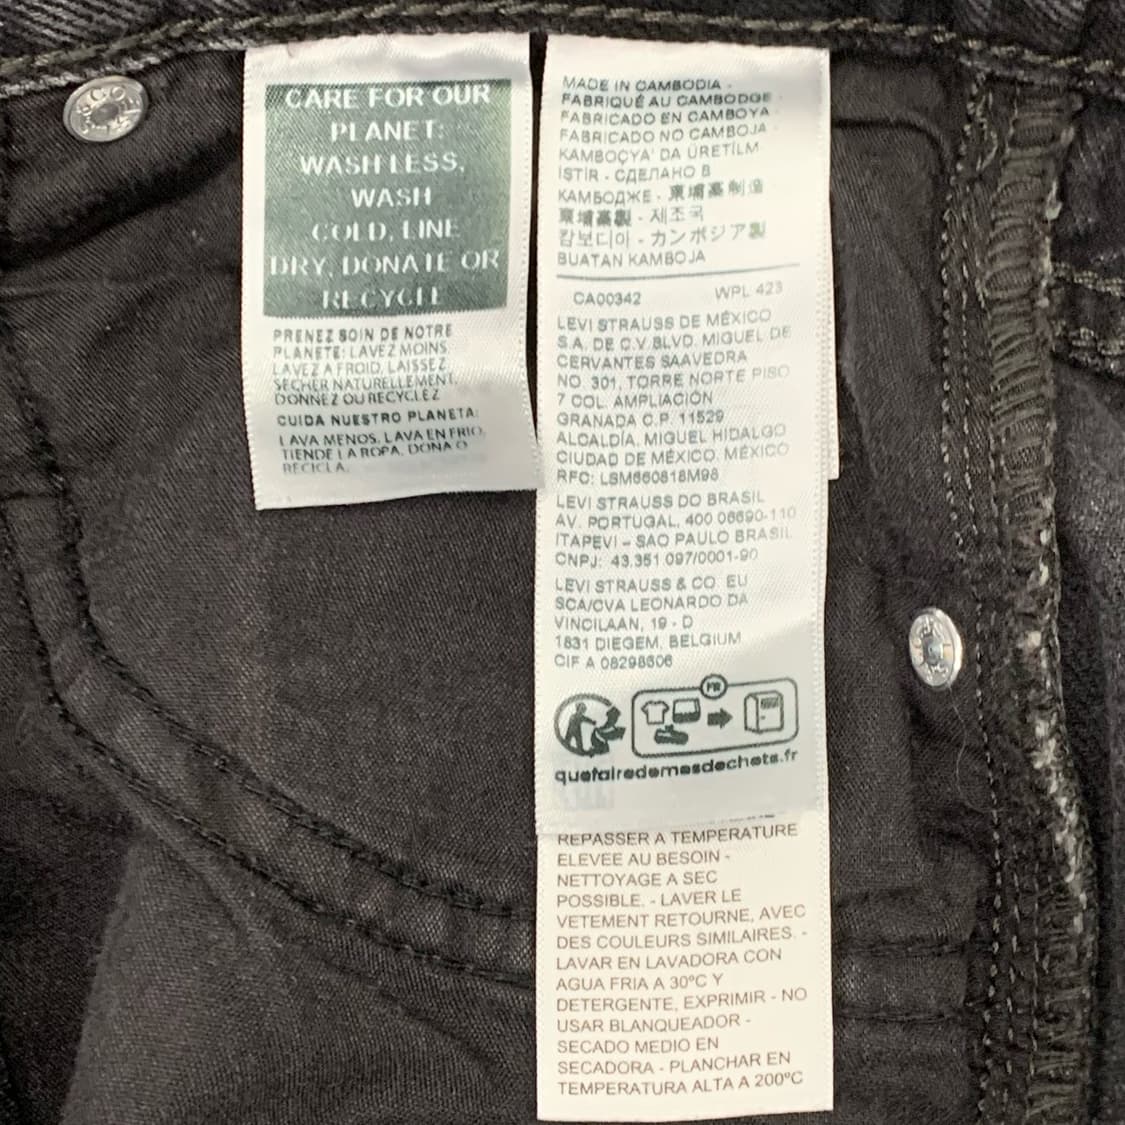 CARE FOR OUR
PLANET:
WASH LESS,
WASH
COLD, LINE
DRY, DONATE OR
RECYCLE
PRENEZ SOIN DE NOTRE
PLANETE: LAVEZ MOINS,
LAVEZ A FROID, LAISSEZ
SECHER NATURELLEMENT,
DONNEZ OU RECYCLEZ
CUIDA NUESTRO PLANETA:
LAVA MENOS, LAVA EN FRIO,
TIENDE LA ROPA, DONA O
RECICLA.
MADE IN CAMBODIA -
FABRIQUÉ AU CAMBODGE -
FABRICADO EN CAMBOYA -
FABRICADO NO CAMBOJA -
KAMBOÇYA' DA ÜRETİLM
İŞTİR - СДЕЛАНО В
КАМБОДЖЕ - 柬埔寨制造
柬埔寨製 - 제조국
캄보디아 - カンボジア製
BUATAN KAMBOJA
CA00342 WPL 423
LEVI STRAUSS DE MÉXICO
S.A. DE C.V. BLVD. MIGUEL DE
CERVANTES SAAVEDRA
NO. 301, TORRE NORTE PISO
7 COL. AMPLIACIÓN
GRANADA C.P. 11529
ALCALDÍA, MIGUEL HIDALGO
CIUDAD DE MÉXICO, MÉXICO
RFC: LSM660818M98
LEVI STRAUSS DO BRASIL
AV. PORTUGAL, 400 06690-110
ITAPEVI – SAO PAULO BRASIL
CNPJ: 43.351.097/0001-90
LEVI STRAUSS & CO. EU
SCA/CVA LEONARDO DA
VINCILAAN, 19 - D
1831 DIEGEM, BELGIUM
CIF A 08298606
FR
quefairedemesdechets.fr
REPASSER A TEMPERATURE
ELEVEE AU BESOIN -
NETTOYAGE A SEC
POSSIBLE. - LAVER LE
VETEMENT RETOURNE, AVEC
DES COULEURS SIMILAIRES. -
LAVAR EN LAVADORA CON
AGUA FRIA A 30ºC Y
DETERGENTE, EXPRIMIR - NO
USAR BLANQUEADOR -
SECADO MEDIO EN
SECADORA - PLANCHAR EN
TEMPERATURA ALTA A 200ºC